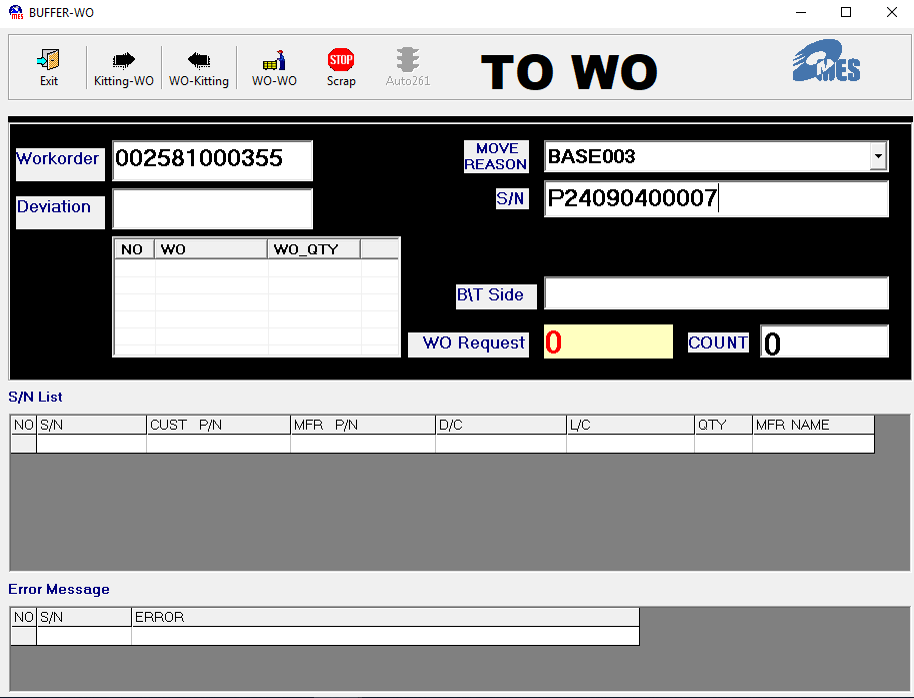 BUFFER-WO
Exit Kitting-WO WO-Kitting WO-WO STOP Scrap Auto261 TO WO MES
Workorder 002581000355 MOVE REASON BASE003
Deviation S/N P24090400007
NO WO WO_QTY
B\T Side
WO Request 0 COUNT 0
S/N List
NO S/N CUST P/N MFR P/N D/C L/C QTY MFR NAME
Error Message
NO S/N ERROR